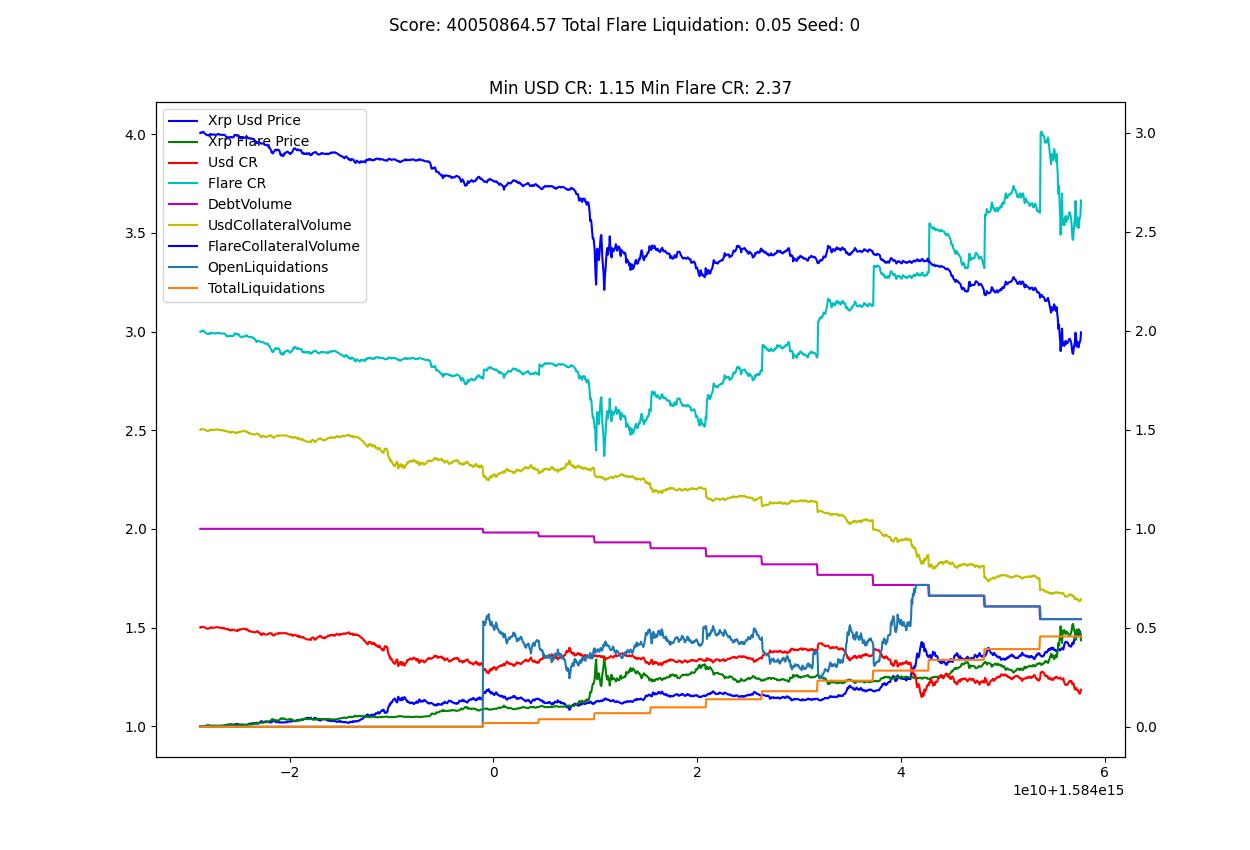 Score: 40050864.57 Total Flare Liquidation: 0.05 Seed: 0
Min USD CR: 1.15 Min Flare CR: 2.37
Xrp Usd Price
Xrp Flare Price
Usd CR
Flare CR
DebtVolume
UsdCollateralVolume
FlareCollateralVolume
OpenLiquidations
TotalLiquidations
4.0
3.5
3.0
2.5
2.0
1.5
1.0
3.0
2.5
2.0
1.5
1.0
0.5
0.0
−2 0 2 4 6
1e10+1.584e15